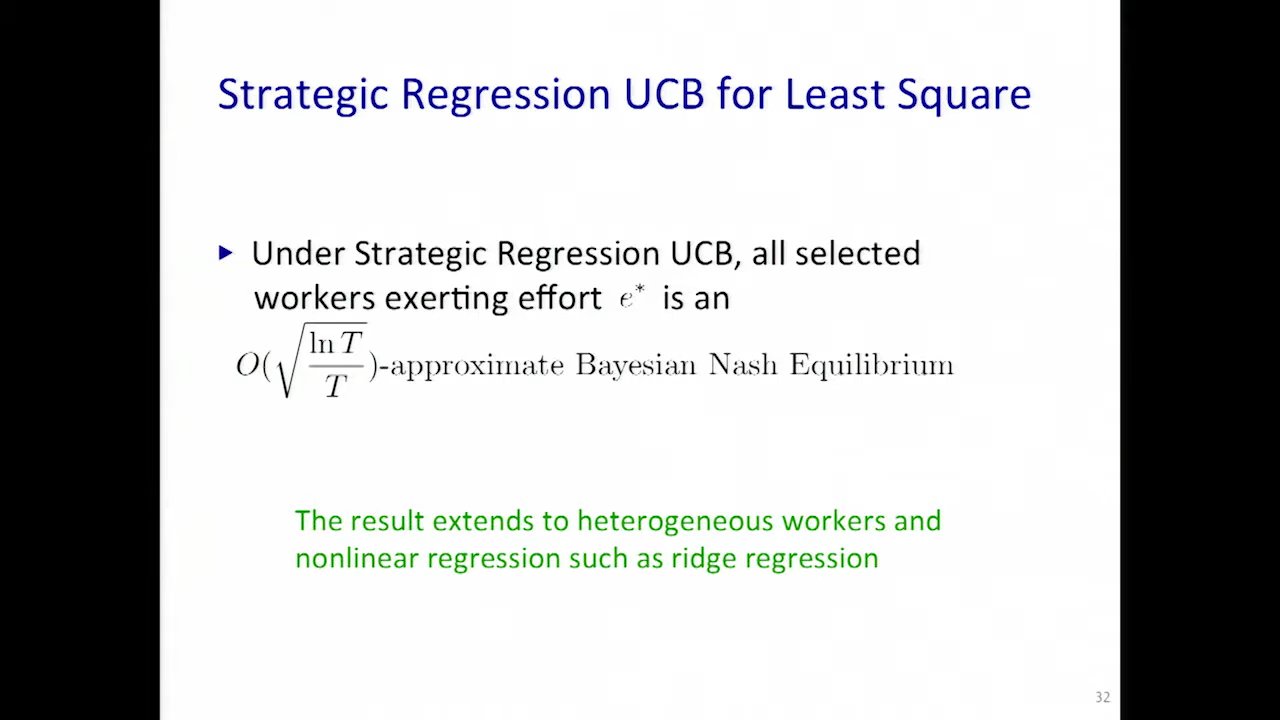 Strategic Regression UCB for Least Square
▸ Under Strategic Regression UCB, all selected
workers exerting effort e* is an
O(√(ln T / T))-approximate Bayesian Nash Equilibrium
The result extends to heterogeneous workers and
nonlinear regression such as ridge regression
32